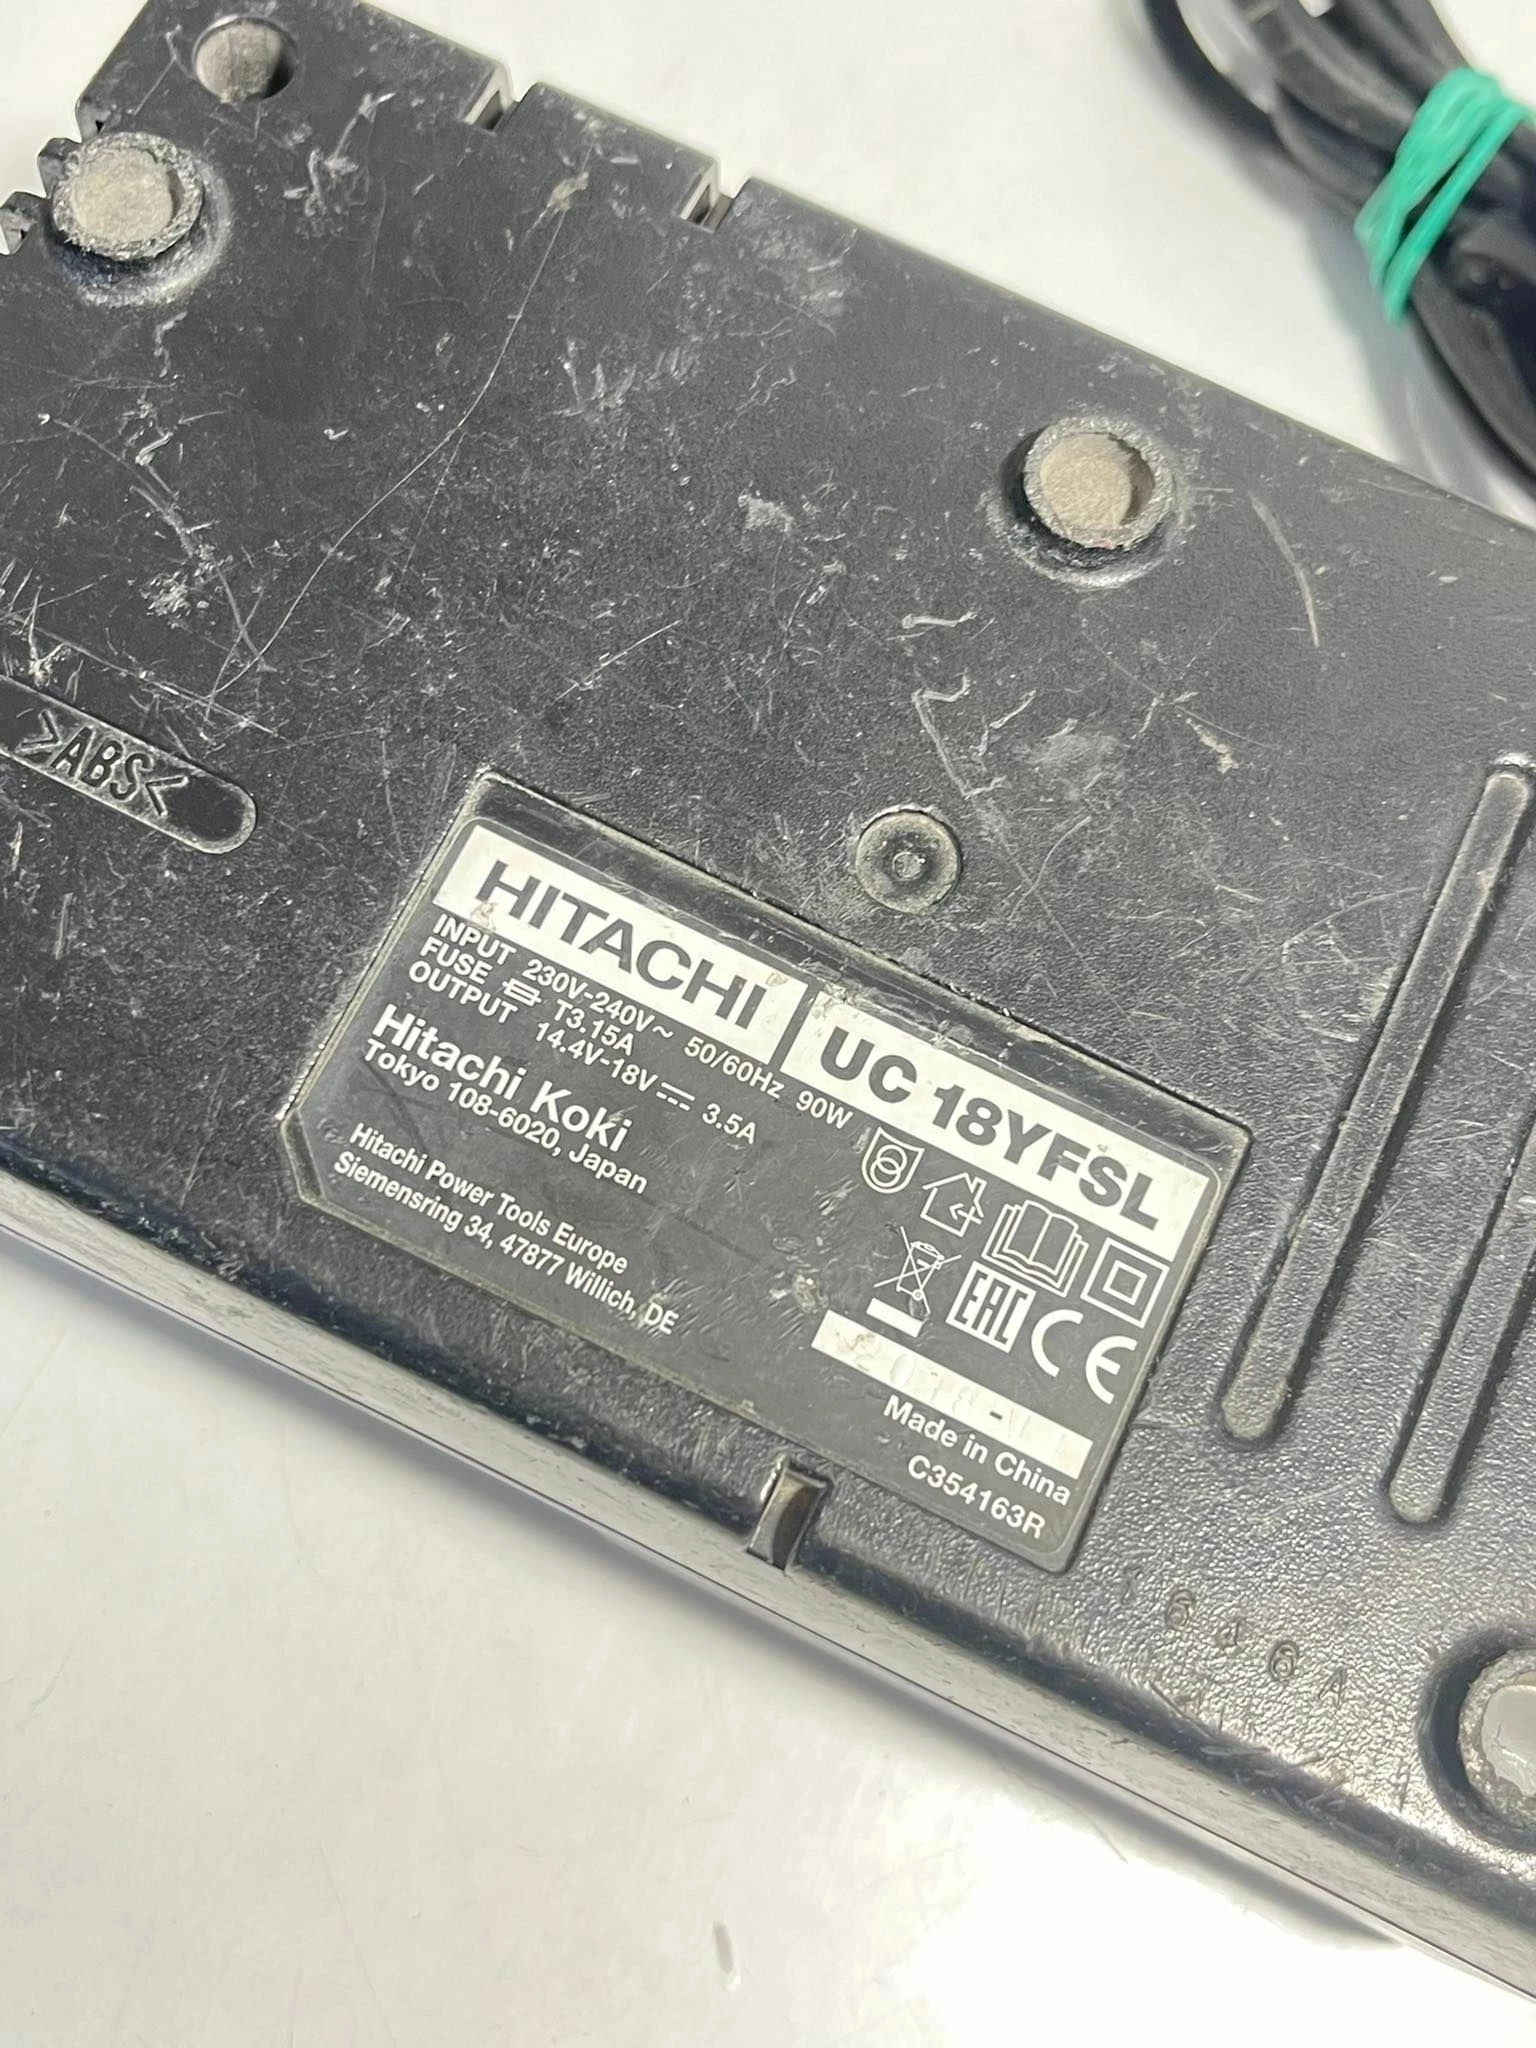 >ABS<
HITACHI UC 18YFSL
INPUT 230V-240V~ 50/60Hz 90W
FUSE T3.15A
OUTPUT 14.4V-18V ⎓ 3.5A
Hitachi Koki
Tokyo 108-6020, Japan
Hitachi Power Tools Europe
Siemensring 34, 47877 Willich, DE
EAC CE
Made in China
C354163R